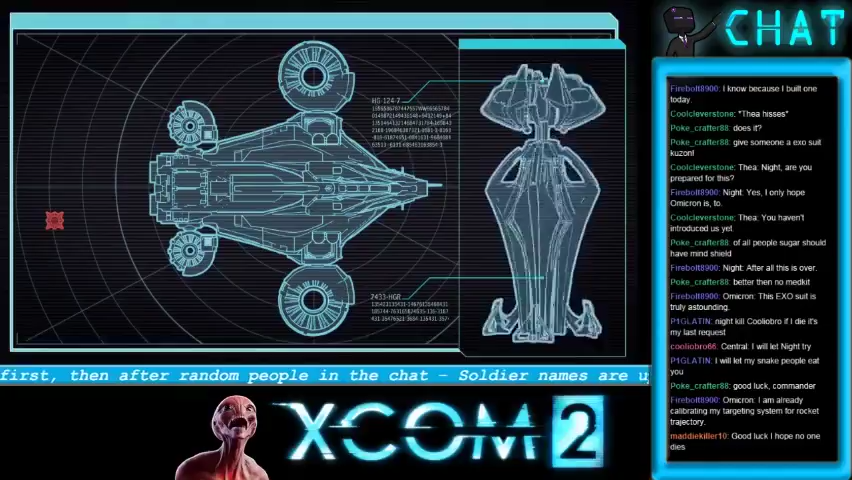 CHAT
HG-124-7
7433-HGR
Firebolt8900: I know because I built one
today.
Coolcleverstone: *Thea hisses*
Poke_crafter88: does it?
Poke_crafter88: give someone a exo suit
kuzon!
Coolcleverstone: Thea: Night, are you
prepared for this?
Firebolt8900: Night: Yes, I only hope
Omicron is, to.
Coolcleverstone: Thea: You haven't
introduced us yet
Poke_crafter88: of all people sugar should
have mind shield
Firebolt8900: Night: After all this is over.
Poke_crafter88: better then no medkit
Firebolt8900: Omicron: This EXO suit is
truly astounding.
P1GLATIN: night kill Cooliobro if I die it's
my last request
cooliobro66: Central: I will let Night try
P1GLATIN: I will let my snake people eat
you
Poke_crafter88: good luck, commander
Firebolt8900: Omicron: I am already
calibrating my targeting system for rocket
trajectory.
maddiekiller10: Good luck I hope no one
dies
first, then after random people in the chat - Soldier names are u
XCOM 2